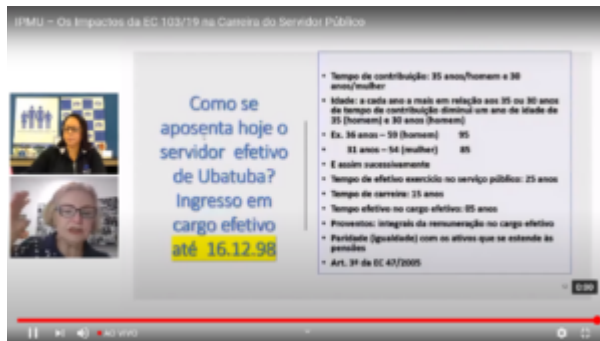 IPMU – Os Impactos da EC 103/19 na Carreira do Servidor Público
Como se
aposenta hoje o
servidor efetivo
de Ubatuba?
Ingresso em
cargo efetivo
até 16.12.98
• Tempo de contribuição: 35 anos/homem e 30
anos/mulher
• Idade: a cada ano a mais em relação aos 35 ou 30 anos
de tempo de contribuição diminui um ano de idade de
35 (homem) e 30 anos (homem)
• Ex. 36 anos – 59 (homem) 95
• 31 anos – 54 (mulher) 85
• E assim sucessivamente
• Tempo de efetivo exercício no serviço público: 25 anos
• Tempo de carreira: 15 anos
• Tempo efetivo no cargo efetivo: 05 anos
• Proventos: integrais da remuneração no cargo efetivo
• Paridade (igualdade) com os ativos que se estende às
pensões
• Art. 3º da EC 47/2005
0:00
AO VIVO